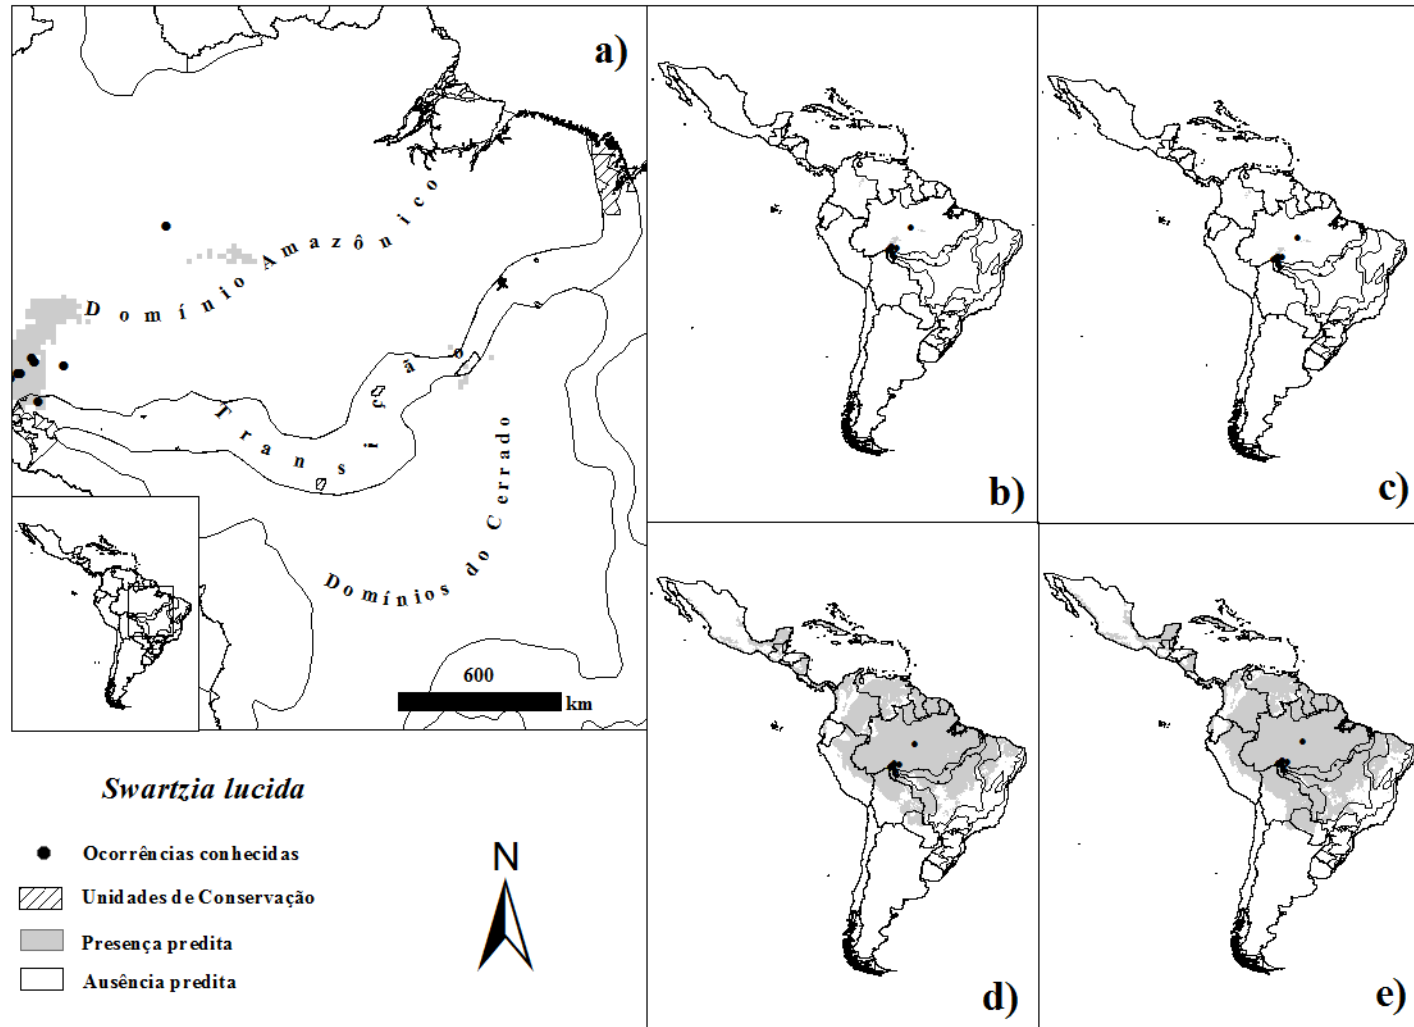 a)
b)
c)
Domínio Amazônico
Transição
Domínios do Cerrado
600
km
d)
e)
Swartzia lucida
Ocorrências conhecidas
Unidades de Conservação
Presença predita
Ausência predita
N